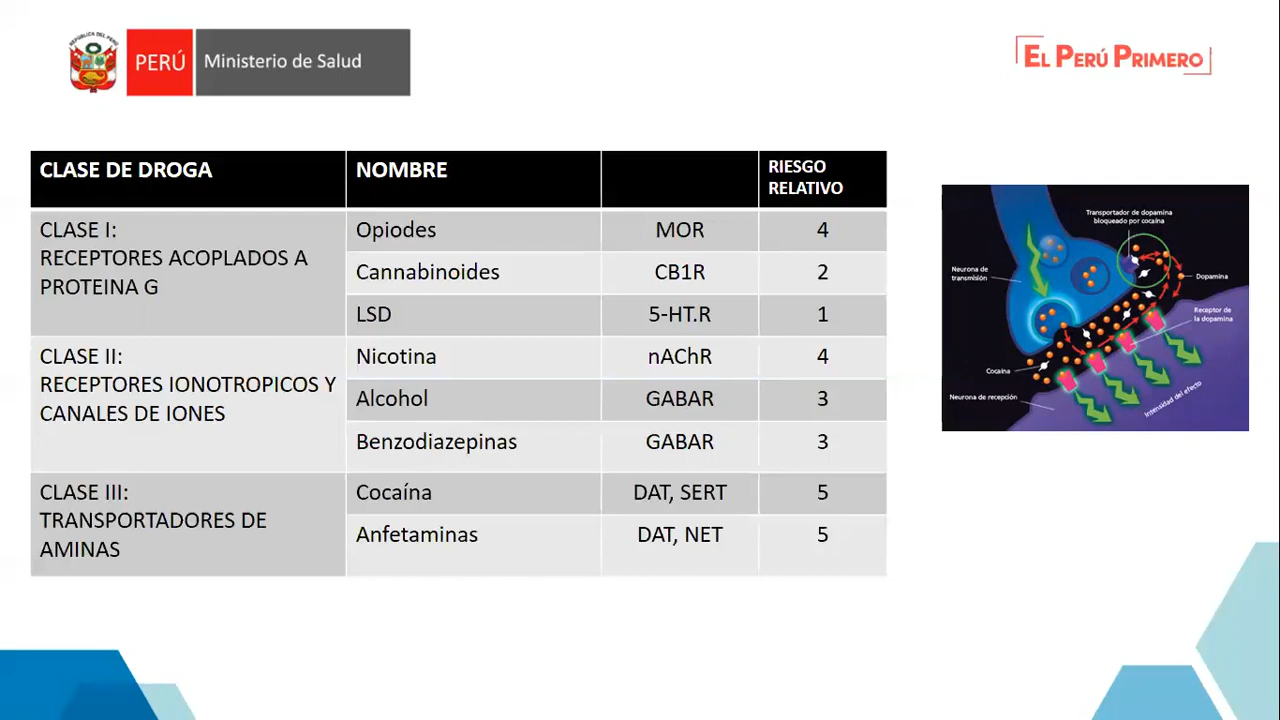 REPÚBLICA DEL PERÚ
PERÚ
Ministerio de Salud
EL PERÚ PRIMERO
CLASE DE DROGA
NOMBRE
RIESGO
RELATIVO
CLASE I:
RECEPTORES ACOPLADOS A
PROTEINA G
Opiodes
MOR
4
Cannabinoides
CB1R
2
LSD
5-HT.R
1
CLASE II:
RECEPTORES IONOTROPICOS Y
CANALES DE IONES
Nicotina
nAChR
4
Alcohol
GABAR
3
Benzodiazepinas
GABAR
3
CLASE III:
TRANSPORTADORES DE
AMINAS
Cocaína
DAT, SERT
5
Anfetaminas
DAT, NET
5
Transportador de dopamina
bloqueado por cocaína
Neurona de
transmisión
Dopamina
Receptor de
la dopamina
Cocaína
Neurona de recepción
Intensidad del efecto